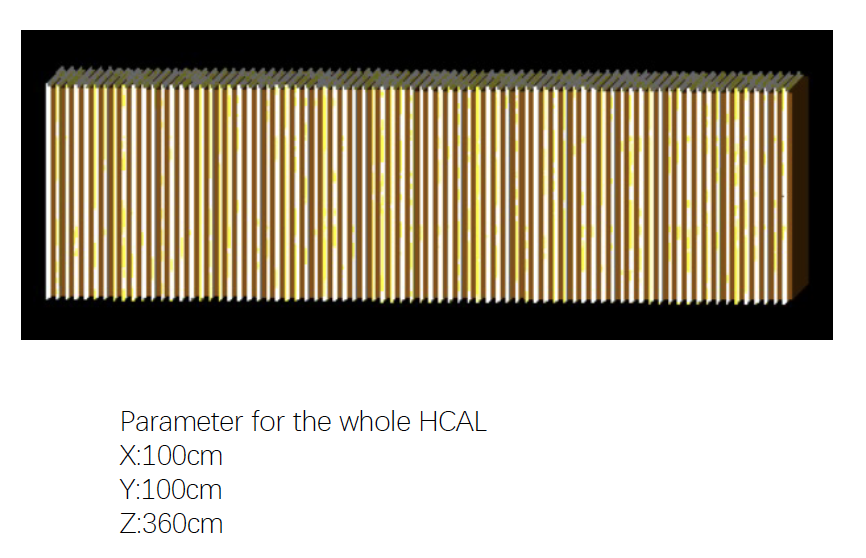 Parameter for the whole HCAL
X:100cm
Y:100cm
Z:360cm